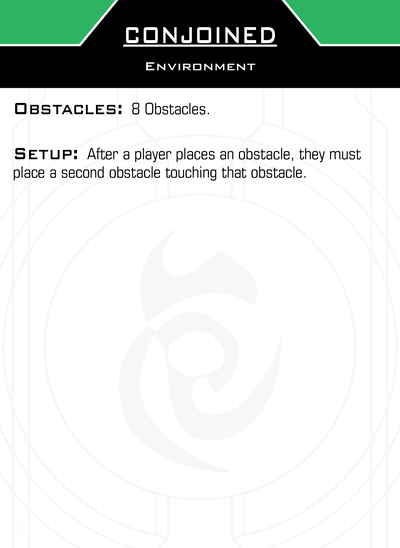 CONJOINED
ENVIRONMENT
OBSTACLES: 8 Obstacles.
SETUP: After a player places an obstacle, they must
place a second obstacle touching that obstacle.